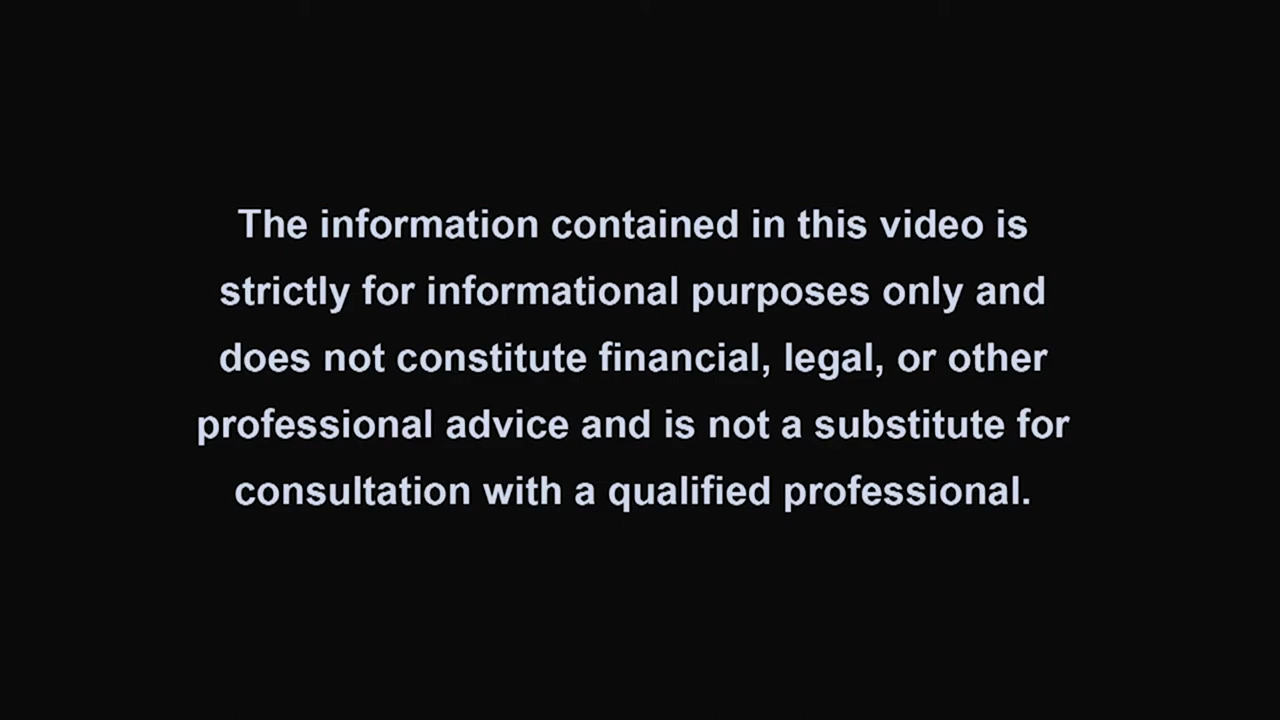 The information contained in this video is
strictly for informational purposes only and
does not constitute financial, legal, or other
professional advice and is not a substitute for
consultation with a qualified professional.